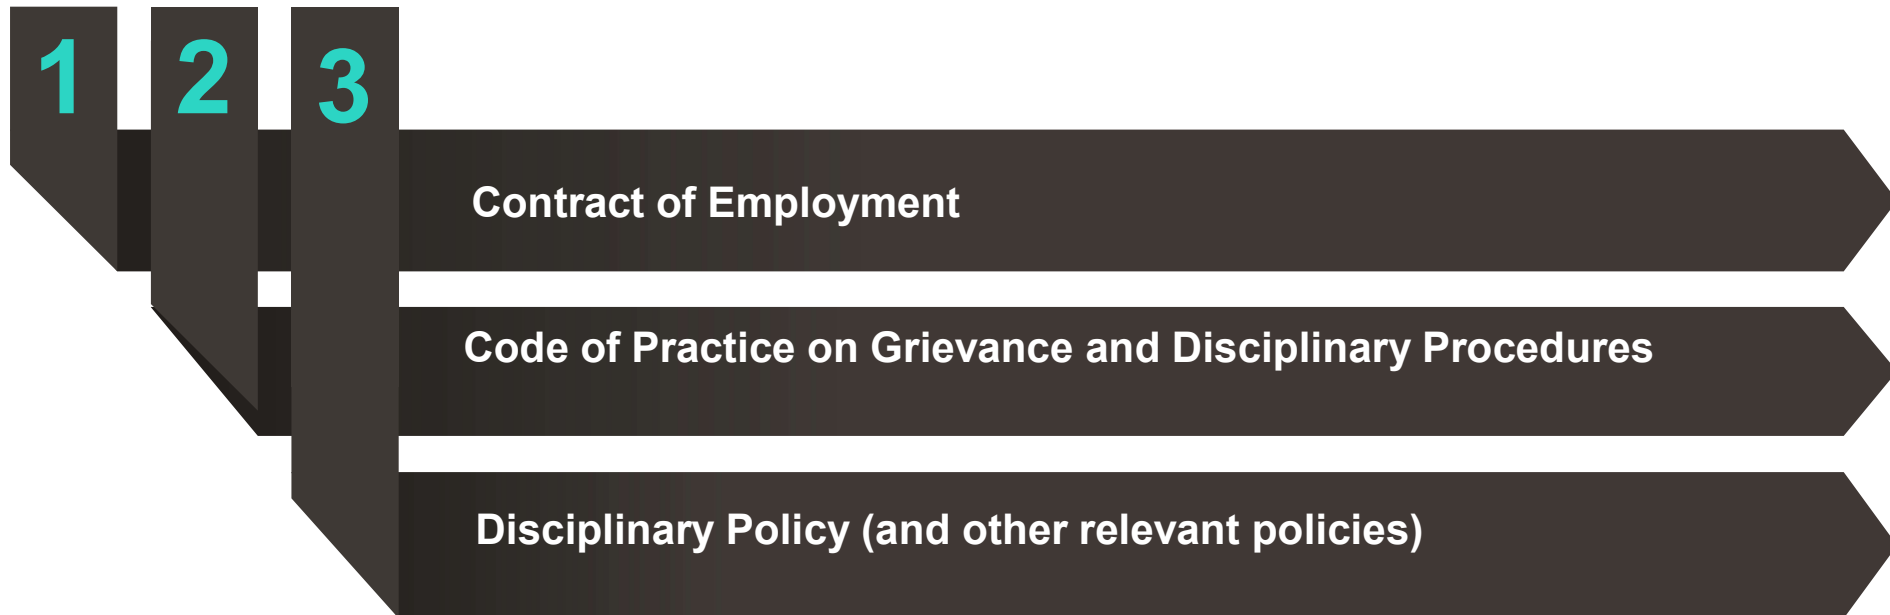 1 2 3
Contract of Employment
Code of Practice on Grievance and Disciplinary Procedures
Disciplinary Policy (and other relevant policies)